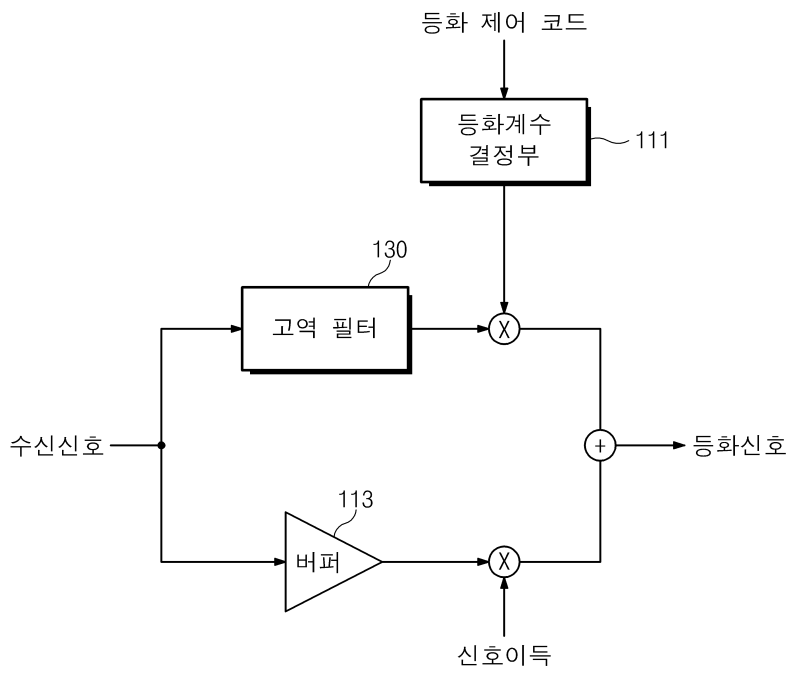 등화 제어 코드
등화계수
결정부
111
130
고역 필터
X
수신신호
+
등화신호
113
버퍼
X
신호이득